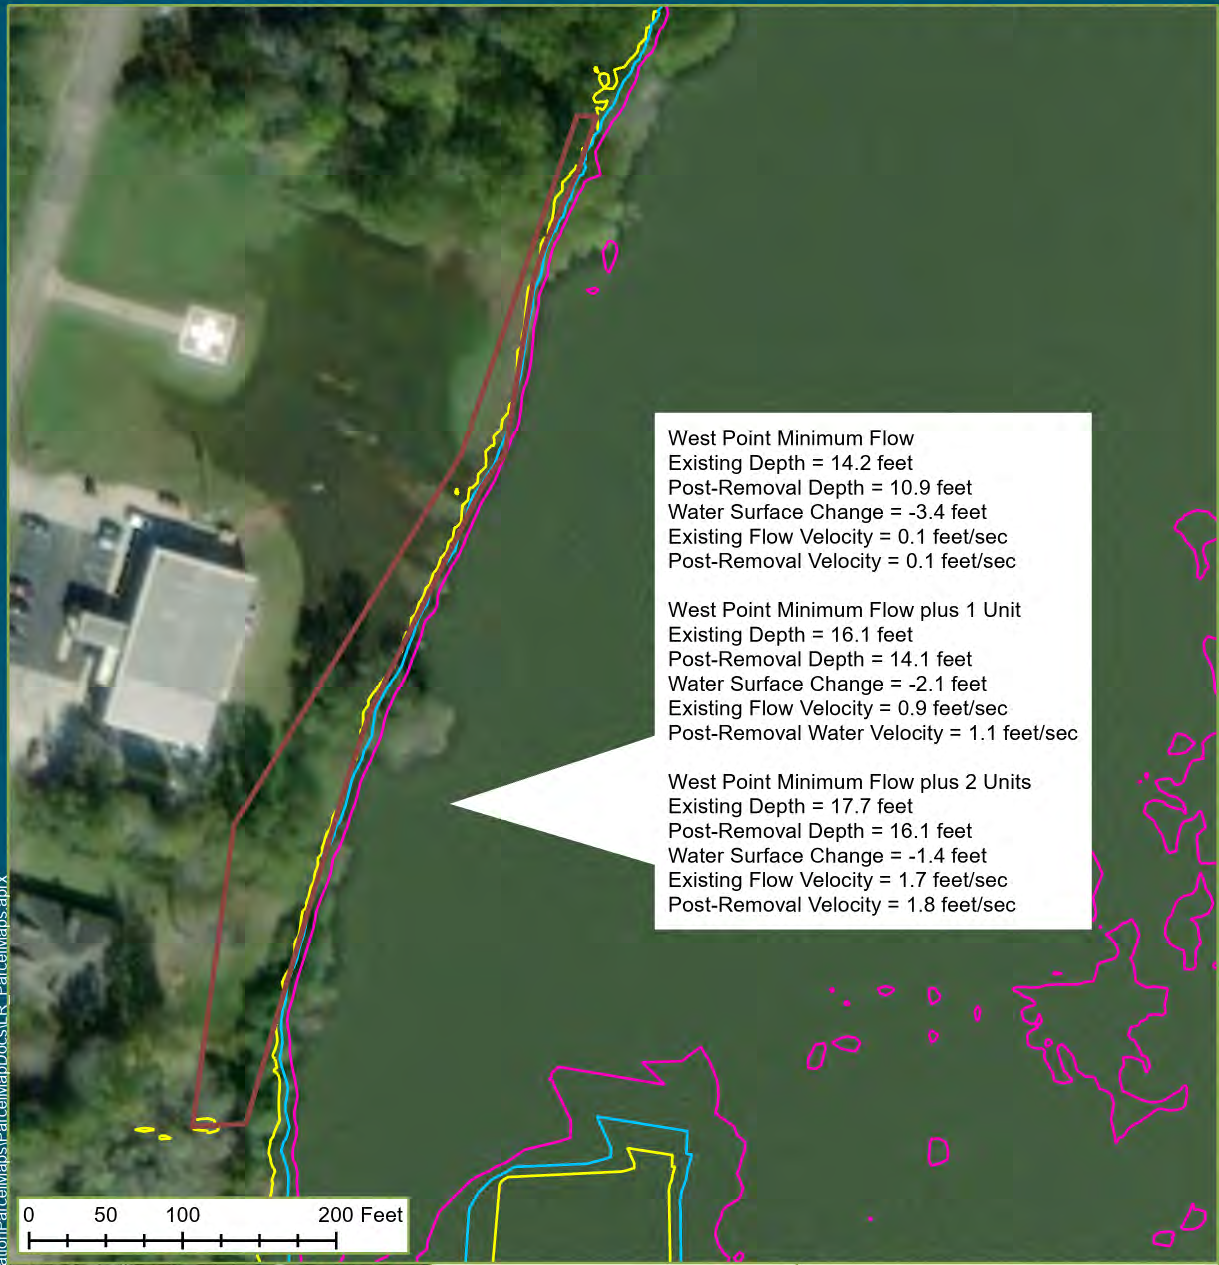 West Point Minimum Flow
Existing Depth = 14.2 feet
Post-Removal Depth = 10.9 feet
Water Surface Change = -3.4 feet
Existing Flow Velocity = 0.1 feet/sec
Post-Removal Velocity = 0.1 feet/sec
West Point Minimum Flow plus 1 Unit
Existing Depth = 16.1 feet
Post-Removal Depth = 14.1 feet
Water Surface Change = -2.1 feet
Existing Flow Velocity = 0.9 feet/sec
Post-Removal Water Velocity = 1.1 feet/sec
West Point Minimum Flow plus 2 Units
Existing Depth = 17.7 feet
Post-Removal Depth = 16.1 feet
Water Surface Change = -1.4 feet
Existing Flow Velocity = 1.7 feet/sec
Post-Removal Velocity = 1.8 feet/sec
0 50 100 200 Feet